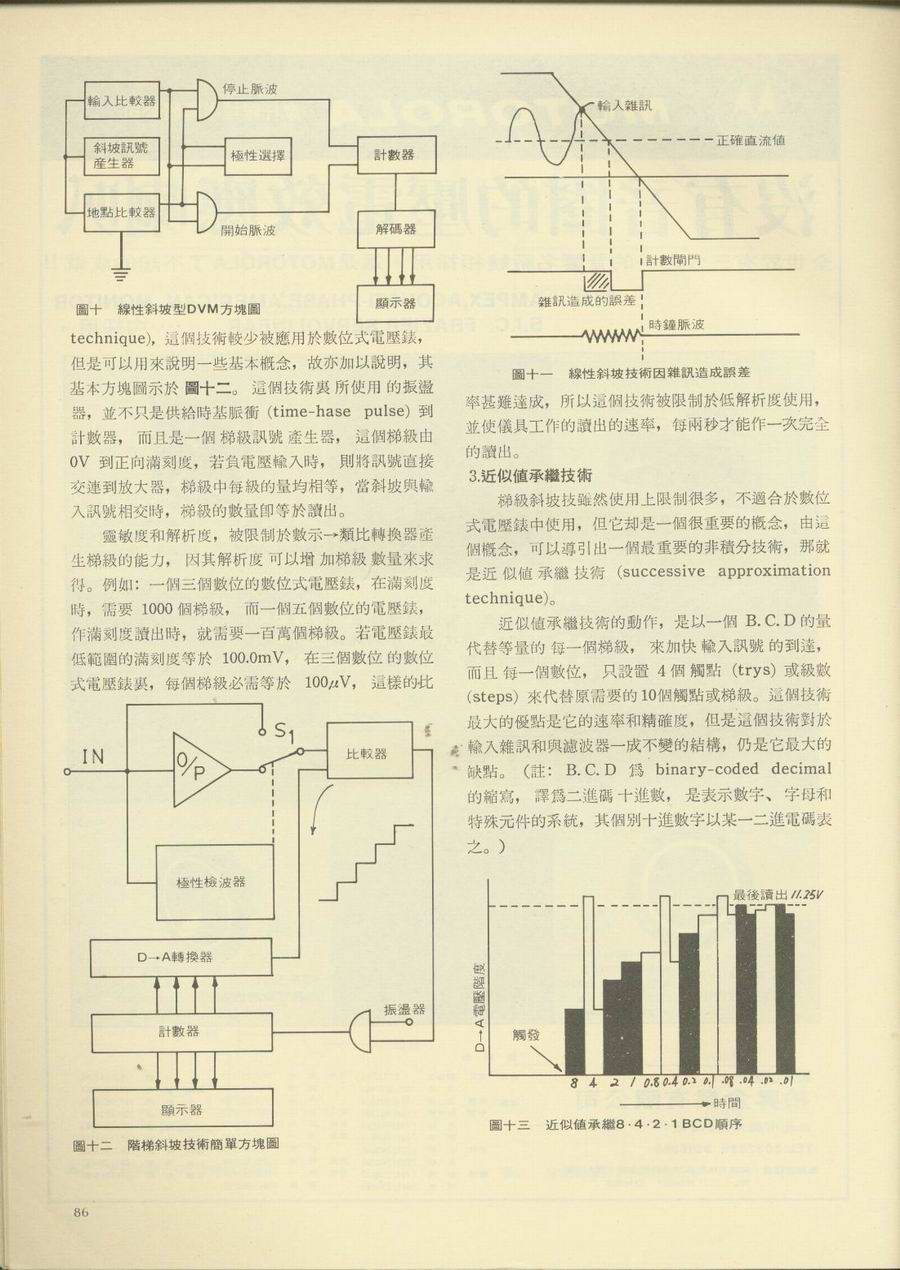 輸入比較器
停止脈波
斜坡訊號
産生器
極性選擇
計數器
地點比較器
開始脈波
解碼器
顯示器
圖十　線性斜坡型DVM方塊圖
technique)，這個技術較少被應用於數位式電壓錶，
但是可以用來說明一些基本概念，故亦加以說明，其
基本方塊圖示於 圖十二。 這個技術裏 所使用 的振盪
器，並不只是供給時基脈衝 (time-hase pulse) 到
計數器， 而且是一個 梯級訊號 產生器， 這個梯級由
0V 到正向滿刻度，若負電壓輸入時， 則將訊號直接
交連到放大器，梯級中每級的量均相等，當斜坡與輸
入訊號相交時，梯級的數量卽等於讀出。
靈敏度和解析度，被限制於數示→類比轉換器產
生梯級的能力， 因其解析度 可以增 加梯級 數量來求
得。例如：一個三個數位的數位式電壓錶，在滿刻度
時，需要 1000 個梯級， 而一個五個數位的電壓錶，
作滿刻度讀出時，就需要一百萬個梯級。若電壓錶最
低範圍的滿刻度等於 100.0mV， 在三個數位 的數位
式電壓錶裏，每個梯級必需等於 100μV， 這樣的比
IN
O/P
S1
比較器
極性檢波器
D→A轉換器
振盪器
計數器
顯示器
圖十二　階梯斜坡技術簡單方塊圖
輸入雜訊
正確直流値
計數閘門
雜訊造成的誤差
時鐘脈波
圖十一　線性斜坡技術因雜訊造成誤差
率甚難達成，所以這個技術被限制於低解析度使用，
並使儀具工作的讀出的速率，每兩秒才能作一次完全
的讀出。
3.近似値承繼技術
梯級斜坡技雖然使用上限制很多，不適合於數位
式電壓錶中使用，但它却是一個很重要的概念，由這
個概念，可以導引出一個最重要的非積分技術，那就
是近 似値 承繼 技術 (successive approximation
technique)。
近似値承繼技術的動作，是以一個 B. C. D 的量
代替等量的 每一個梯級， 來加快 輸入訊號 的到達，
而且 每一個數位， 只設置 4 個 觸點 (trys) 或級數
(steps) 來代替原需要的10個觸點或梯級。這個技術
最大的優點是它的速率和精確度，但是這個技術對於
輸入雜訊和與濾波器一成不變的結構，仍是它最大的
缺點。（註： B. C. D 爲 binary-coded decimal
的縮寫， 譯爲二進碼 十進數， 是表示數字、 字母和
特殊元件的系統，其個別十進數字以某一二進電碼表
之。）
最後讀出 11.25V
D→A電壓階度
觸發
8 4 2 1 0.8 0.4 0.2 0.1 .08 .04 .02 .01
時間
圖十三　近似値承繼8·4·2·1BCD順序
86